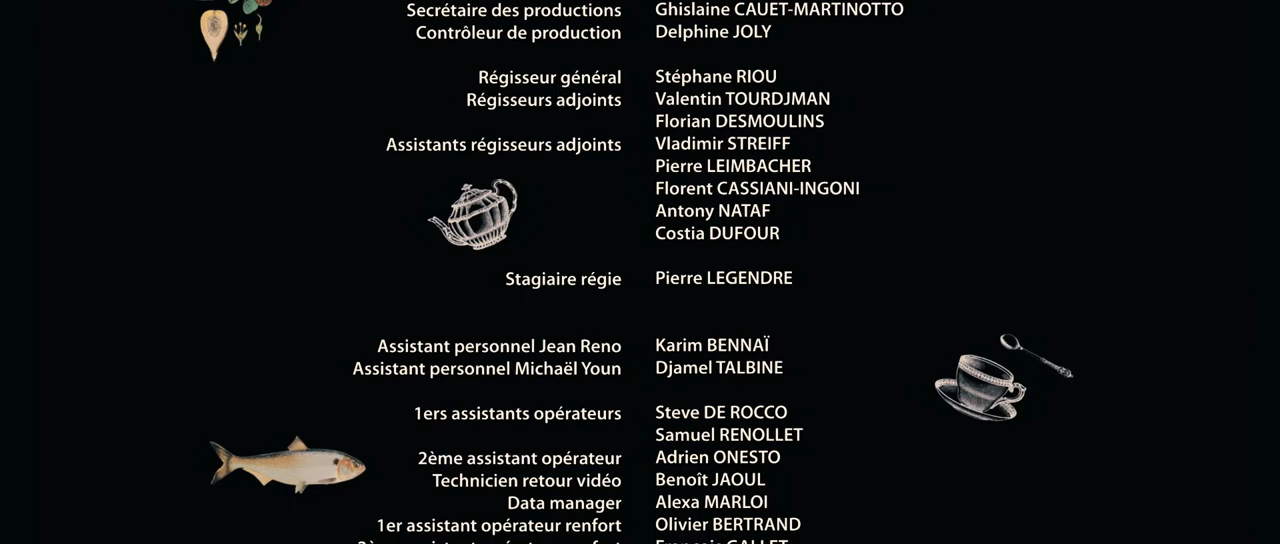 Secrétaire des productions Ghislaine CAUET-MARTINOTTO
Contrôleur de production Delphine JOLY
Régisseur général Stéphane RIOU
Régisseurs adjoints Valentin TOURDJMAN
Florian DESMOULINS
Assistants régisseurs adjoints Vladimir STREIFF
Pierre LEIMBACHER
Florent CASSIANI-INGONI
Antony NATAF
Costia DUFOUR
Stagiaire régie Pierre LEGENDRE
Assistant personnel Jean Reno Karim BENNAÏ
Assistant personnel Michaël Youn Djamel TALBINE
1ers assistants opérateurs Steve DE ROCCO
Samuel RENOLLET
2ème assistant opérateur Adrien ONESTO
Technicien retour vidéo Benoît JAOUL
Data manager Alexa MARLOI
1er assistant opérateur renfort Olivier BERTRAND